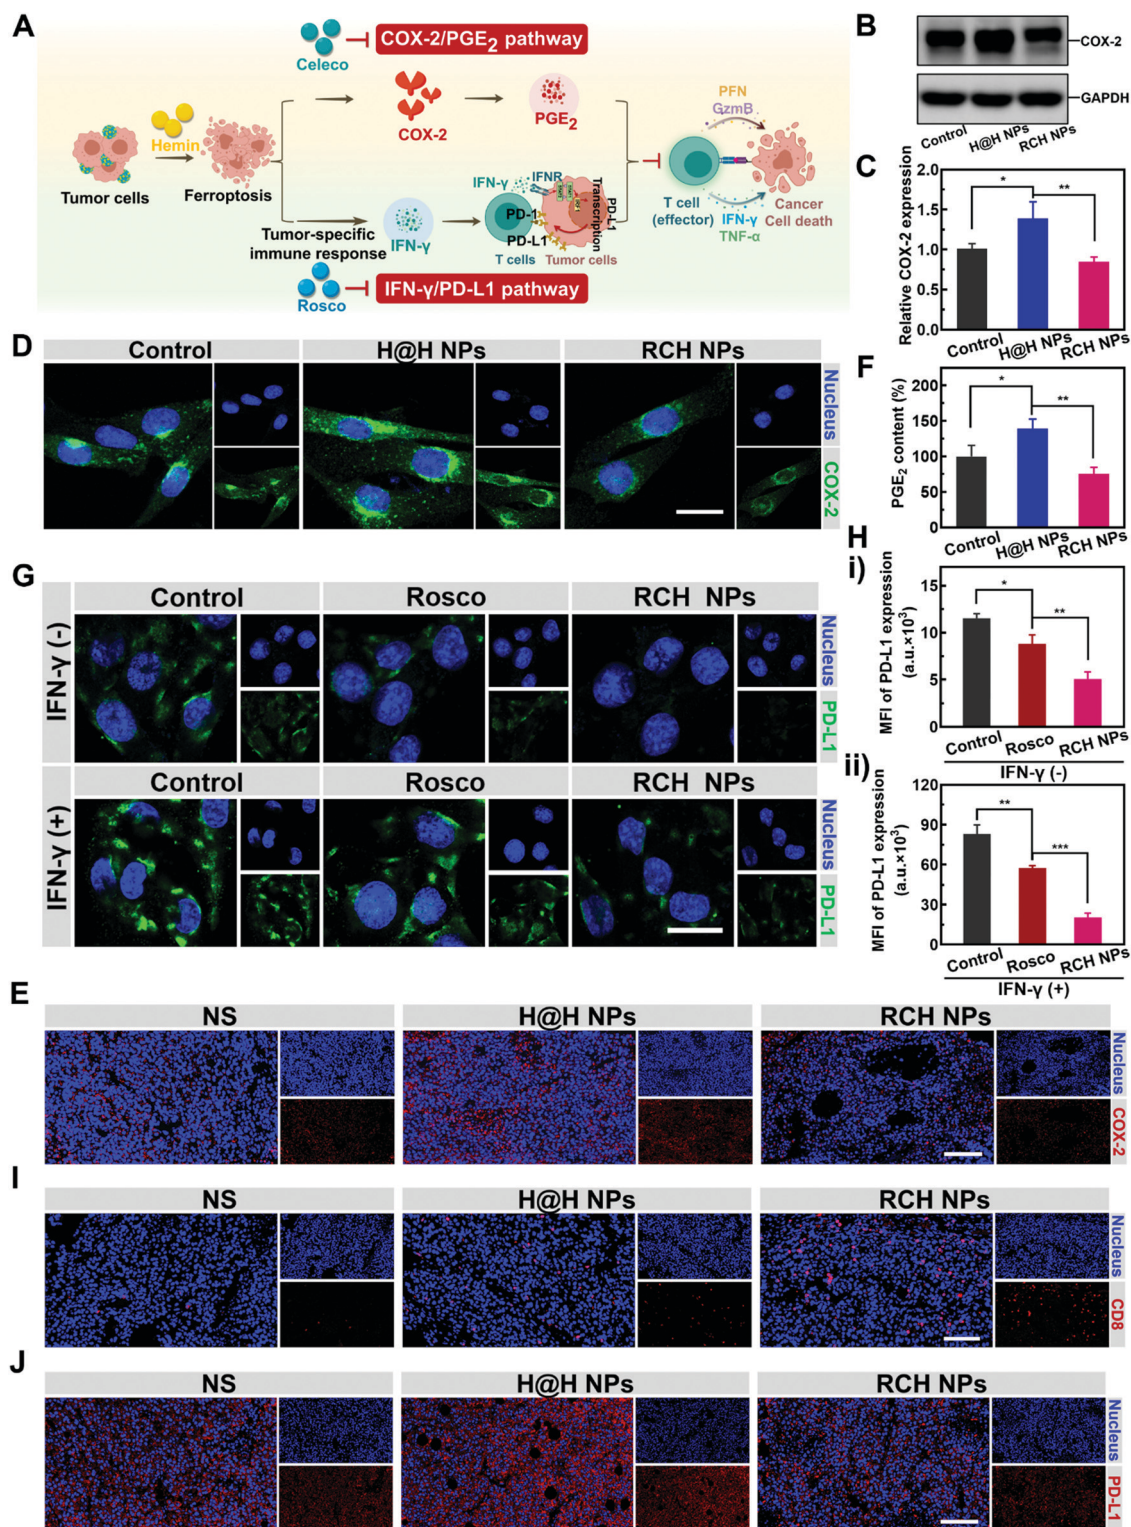 A
Celeco
COX-2/PGE₂ pathway
Hemin
COX-2
PGE₂
PFN
GzmB
Tumor cells
Ferroptosis
IFN-γ
IFNR
PD-1
PD-L1
PD-L1
Transcription
T cells
Tumor cells
T cell
(effector)
IFN-γ
TNF-α
Cancer
Cell death
Tumor-specific
immune response
IFN-γ
Rosco
IFN-γ/PD-L1 pathway
B
COX-2
GAPDH
Control
H@H NPs
RCH NPs
C
Relative COX-2 expression
2.0
1.5
1.0
0.5
0.0
*
**
Control
H@H NPs
RCH NPs
D
Control
H@H NPs
RCH NPs
Nucleus
COX-2
F
PGE₂ content (%)
200
150
100
50
0
*
**
Control
H@H NPs
RCH NPs
G
Control
Rosco
RCH NPs
IFN-γ (-)
Nucleus
PD-L1
Control
Rosco
RCH NPs
IFN-γ (+)
Nucleus
PD-L1
H
i)
MFI of PD-L1 expression
(a.u.×10³)
15
10
5
0
*
**
Control
Rosco
RCH NPs
IFN-γ (-)
ii)
MFI of PD-L1 expression
(a.u.×10³)
120
90
60
30
0
**
***
Control
Rosco
RCH NPs
IFN-γ (+)
E
NS
H@H NPs
RCH NPs
Nucleus
COX-2
I
NS
H@H NPs
RCH NPs
Nucleus
CD8
J
NS
H@H NPs
RCH NPs
Nucleus
PD-L1